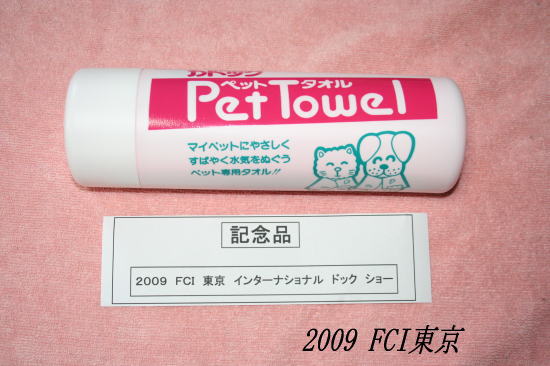 ペットタオル
Pet Towel
マイペットにやさしく
すばやく水気をぬぐう
ペット専用タオル!!
記念品
2009 FCI 東京 インターナショナル ドック ショー
2009 FCI東京